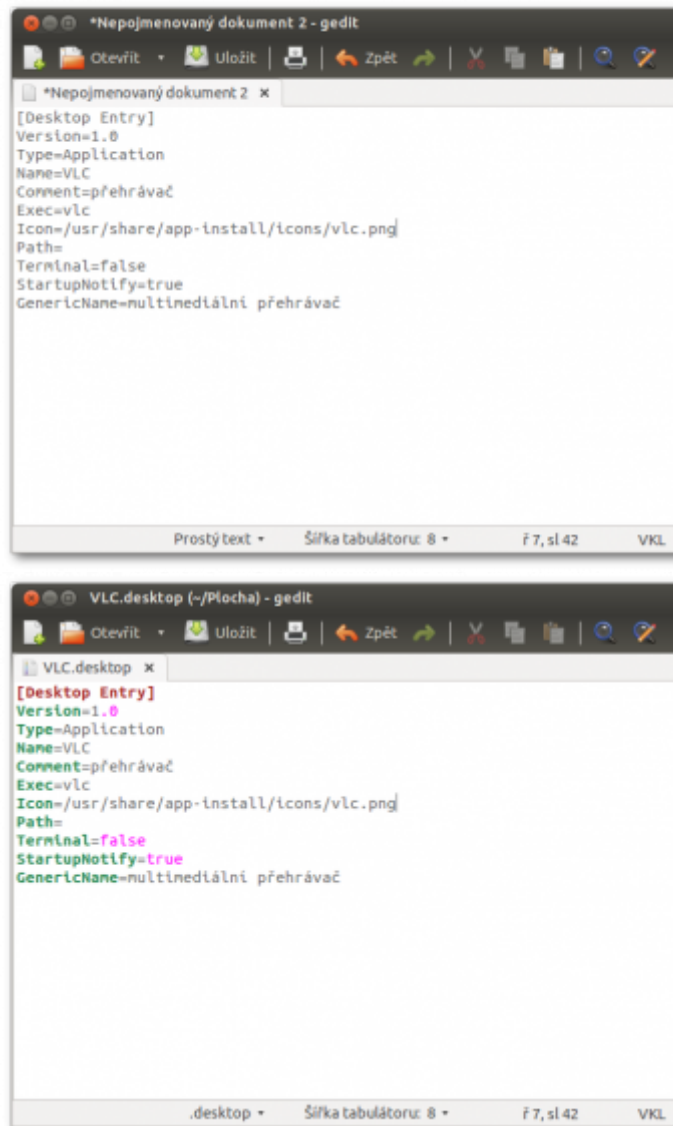 *Nepojmenovaný dokument 2 - gedit
Otevřít Uložit Zpět
*Nepojmenovaný dokument 2
[Desktop Entry]
Version=1.0
Type=Application
Name=VLC
Comment=přehrávač
Exec=vlc
Icon=/usr/share/app-install/icons/vlc.png
Path=
Terminal=false
StartupNotify=true
GenericName=multimediální přehrávač
Prostý text Šířka tabulátoru: 8 ř 7, sl 42 VKL
VLC.desktop (~/Plocha) - gedit
Otevřít Uložit Zpět
VLC.desktop
[Desktop Entry]
Version=1.0
Type=Application
Name=VLC
Comment=přehrávač
Exec=vlc
Icon=/usr/share/app-install/icons/vlc.png
Path=
Terminal=false
StartupNotify=true
GenericName=multimediální přehrávač
.desktop Šířka tabulátoru: 8 ř 7, sl 42 VKL